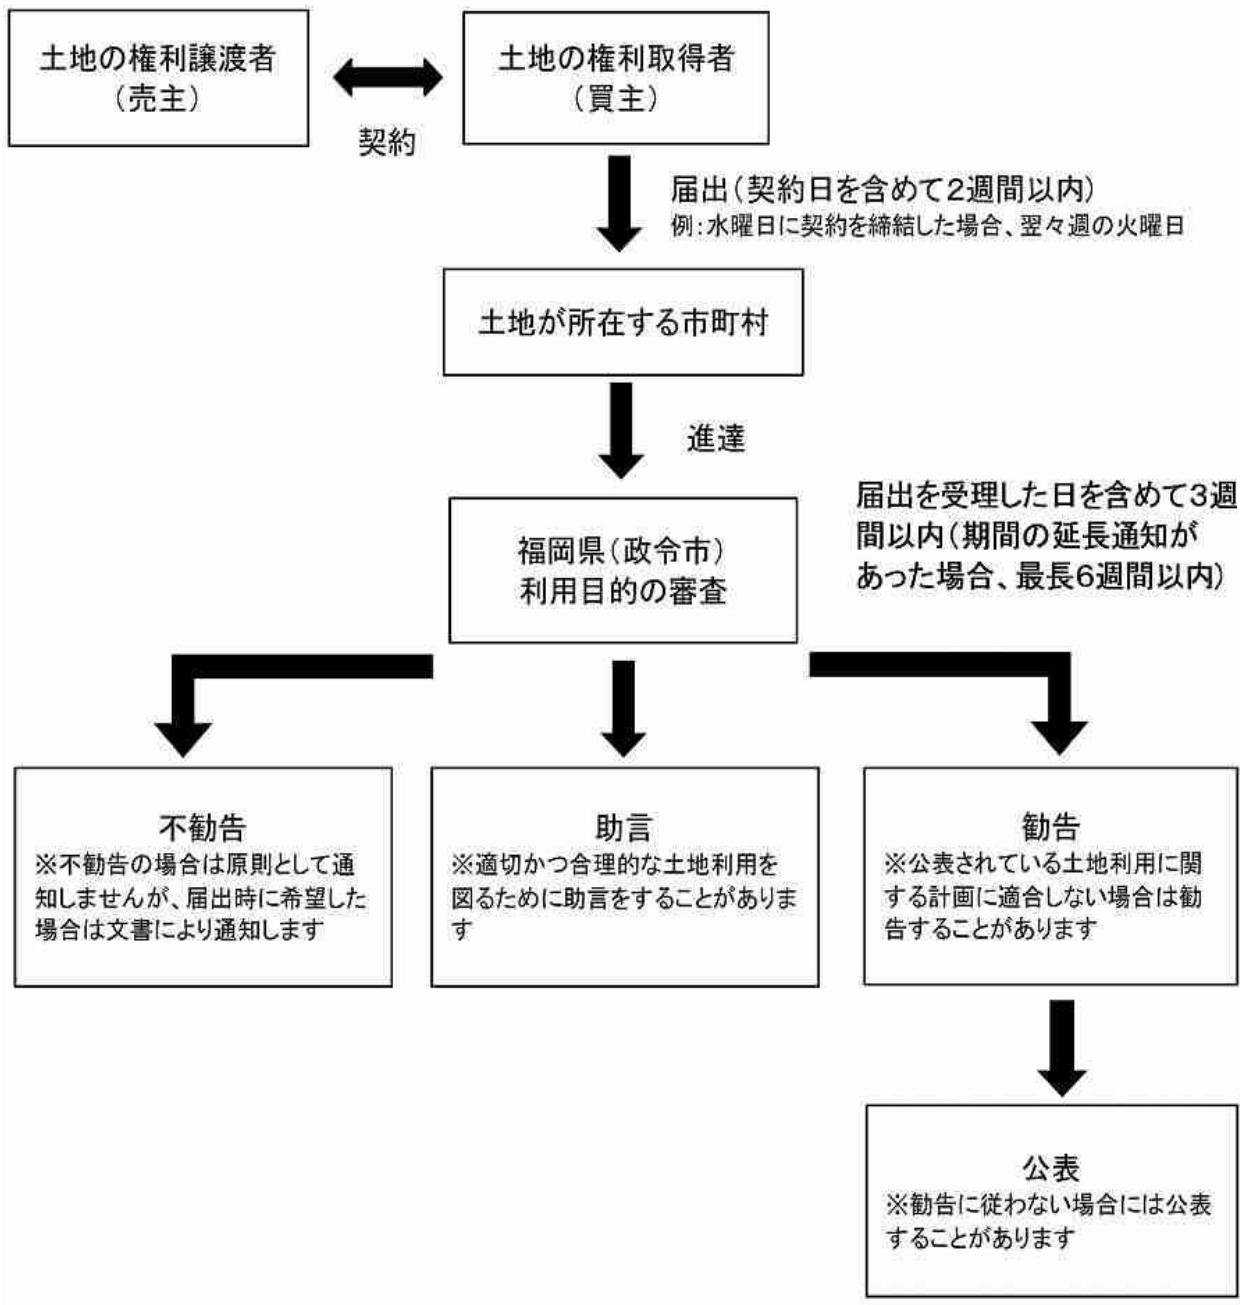 土地の権利譲渡者
（売主）
土地の権利取得者
（買主）
契約
届出（契約日を含めて２週間以内）
例：水曜日に契約を締結した場合、翌々週の火曜日
土地が所在する市町村
進達
福岡県（政令市）
利用目的の審査
届出を受理した日を含めて３週
間以内（期間の延長通知が
あった場合、最長６週間以内）
不勧告
※不勧告の場合は原則として通
知しませんが、届出時に希望した
場合は文書により通知します
助言
※適切かつ合理的な土地利用を
図るために助言をすることがありま
す
勧告
※公表されている土地利用に関
する計画に適合しない場合は勧
告することがあります
公表
※勧告に従わない場合には公表
することがあります